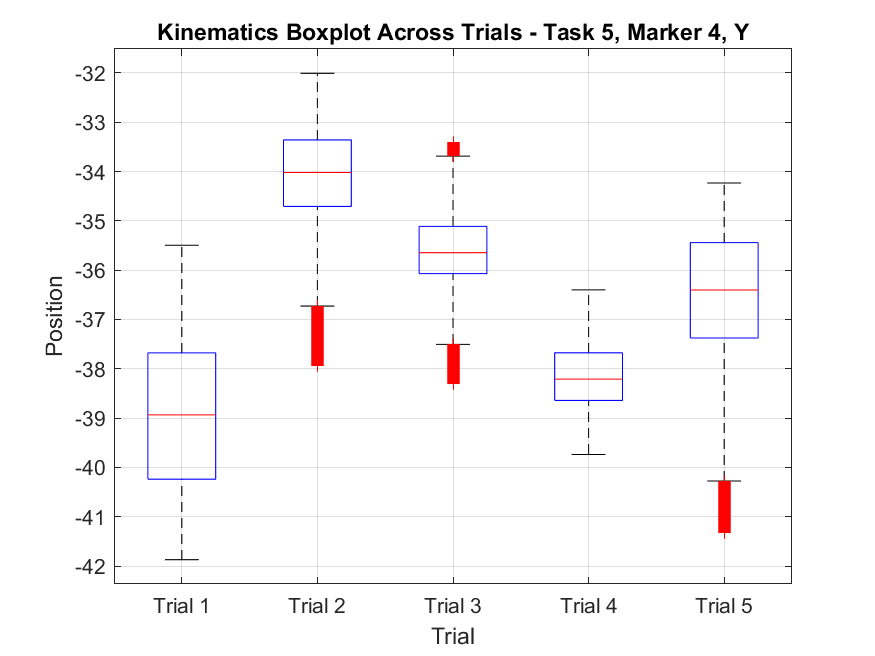 Kinematics Boxplot Across Trials - Task 5, Marker 4, Y
-32
-33
-34
-35
-36
-37
-38
-39
-40
-41
-42
Position
Trial 1 Trial 2 Trial 3 Trial 4 Trial 5
Trial